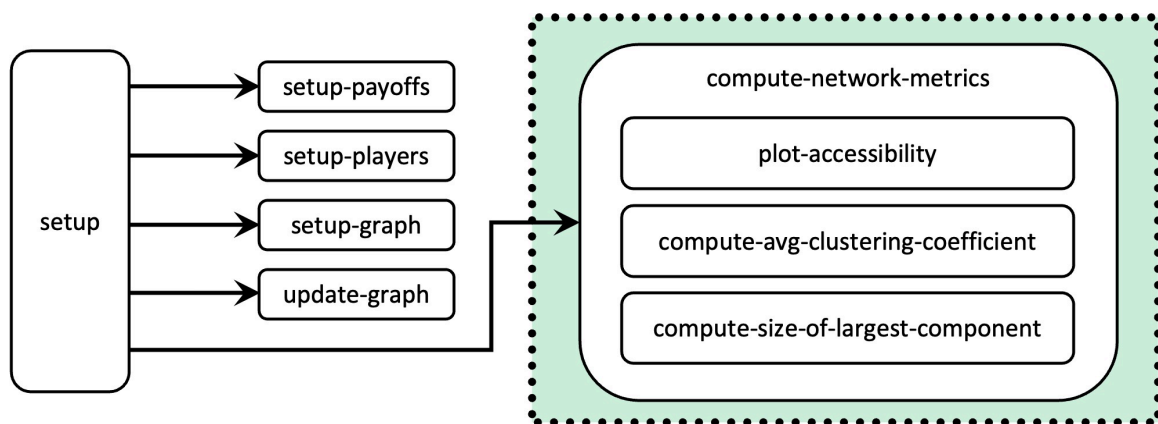 setup
setup-payoffs
setup-players
setup-graph
update-graph
compute-network-metrics
plot-accessibility
compute-avg-clustering-coefficient
compute-size-of-largest-component